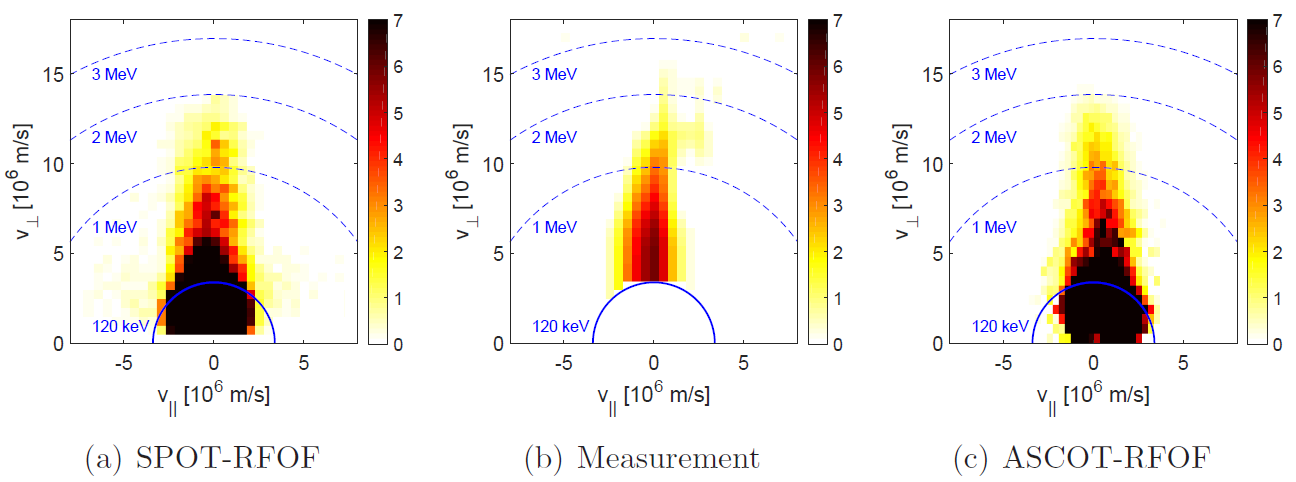 3 MeV
2 MeV
1 MeV
120 keV
0
5
10
15
-5
0
5
v⊥ [10⁶ m/s]
v|| [10⁶ m/s]
0
1
2
3
4
5
6
7
(a) SPOT-RFOF
3 MeV
2 MeV
1 MeV
120 keV
0
5
10
15
-5
0
5
v⊥ [10⁶ m/s]
v|| [10⁶ m/s]
0
1
2
3
4
5
6
7
(b) Measurement
3 MeV
2 MeV
1 MeV
120 keV
0
5
10
15
-5
0
5
v⊥ [10⁶ m/s]
v|| [10⁶ m/s]
0
1
2
3
4
5
6
7
(c) ASCOT-RFOF